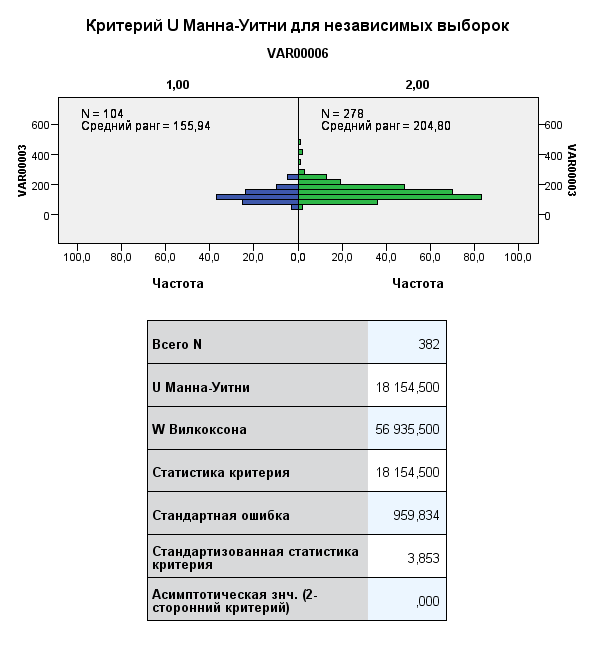 Критерий U Манна-Уитни для независимых выборок
VAR00006
1,00 2,00
N = 104 N = 278
Средний ранг = 155,94 Средний ранг = 204,80
600 600
400 400
200 200
0 0
VAR00003 VAR00003
100,0 80,0 60,0 40,0 20,0 0,0 20,0 40,0 60,0 80,0 100,0
Частота Частота
Всего N 382
U Манна-Уитни 18 154,500
W Вилкоксона 56 935,500
Статистика критерия 18 154,500
Стандартная ошибка 959,834
Стандартизованная статистика
критерия 3,853
Асимптотическая знч. (2-
сторонний критерий) ,000